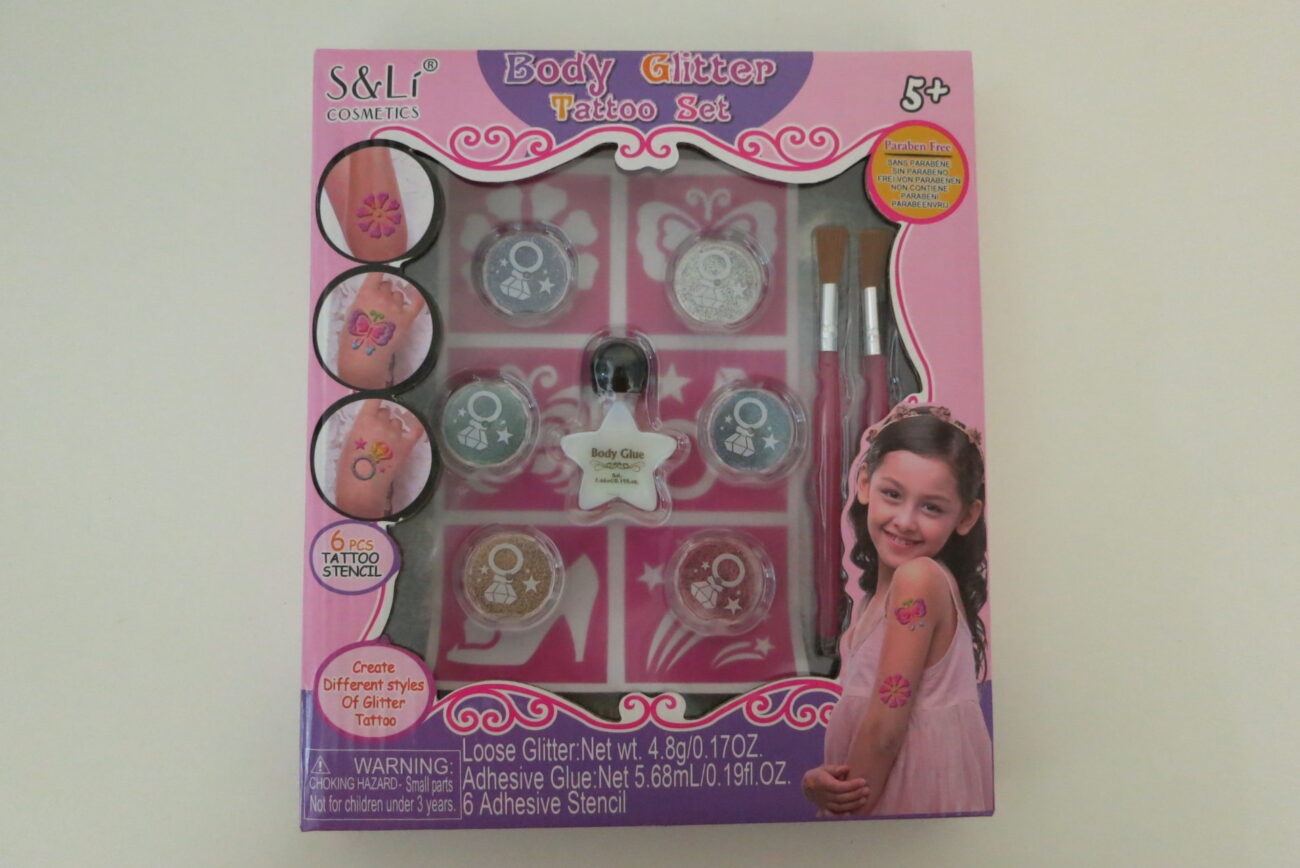 S&Li®
COSMETICS
Body Glitter
Tattoo Set
5+
Paraben Free
SANS PARABÈNE
SIN PARABENO
FREI VON PARABENEN
NON CONTIENE
PARABENI
PARABEENVRIJ
Body Glue
6 PCS
TATTOO
STENCIL
Create
Different styles
Of Glitter
Tattoo
WARNING:
CHOKING HAZARD- Small parts
Not for children under 3 years.
Loose Glitter:Net wt. 4.8g/0.17OZ.
Adhesive Glue:Net 5.68mL/0.19fl.OZ.
6 Adhesive Stencil